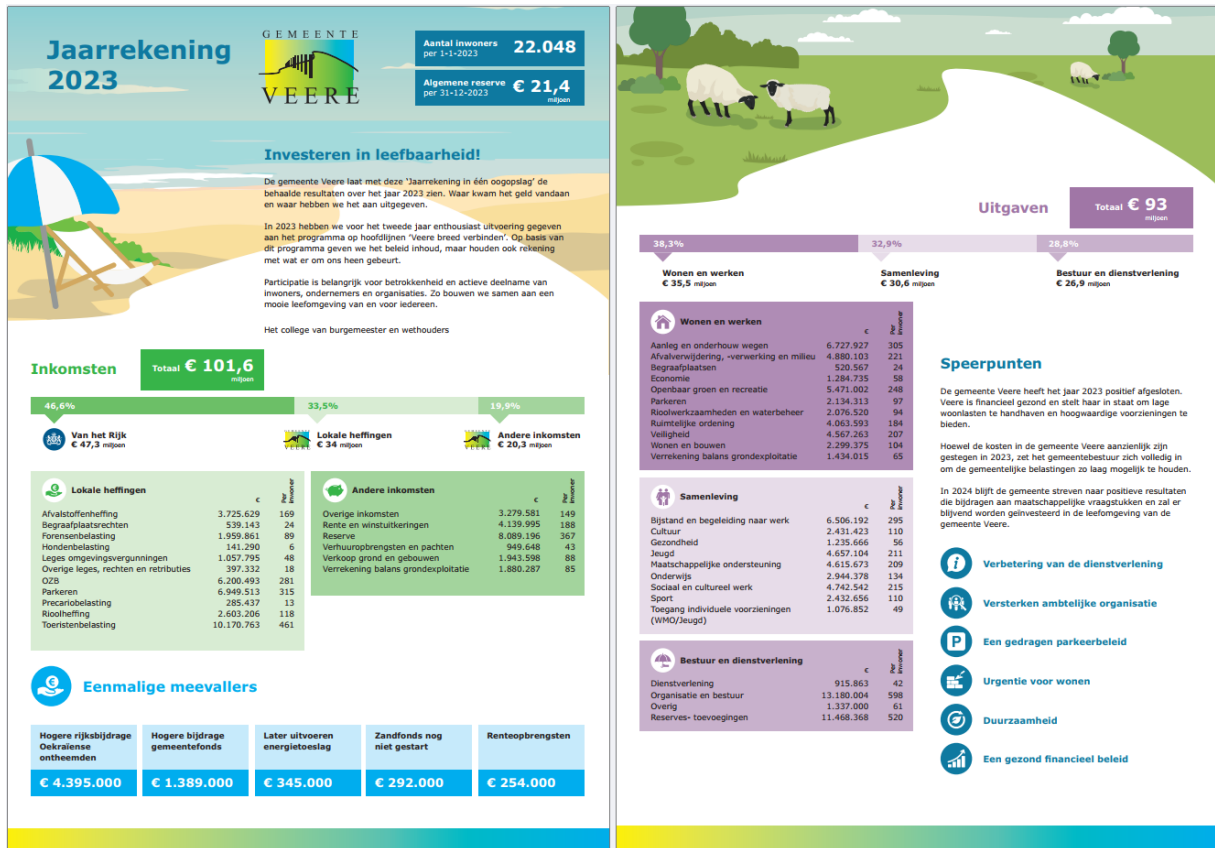 Jaarrekening
2023
GEMEENTE
VEERE
Aantal inwoners
per 1-1-2023
22.048
Algemene reserve
per 31-12-2023
€ 21,4
miljoen
Investeren in leefbaarheid!
De gemeente Veere laat met deze ‘Jaarrekening in één oogopslag’ de
behaalde resultaten over het jaar 2023 zien. Waar kwam het geld vandaan
en waar hebben we het aan uitgegeven.
In 2023 hebben we voor het tweede jaar enthousiast uitvoering gegeven
aan het programma op hoofdlijnen ‘Veere breed verbinden’. Op basis van
dit programma geven we het beleid inhoud, maar houden ook rekening
met wat er om ons heen gebeurt.
Participatie is belangrijk voor betrokkenheid en actieve deelname van
inwoners, ondernemers en organisaties. Zo bouwen we samen aan een
mooie leefomgeving van en voor iedereen.
Het college van burgemeester en wethouders
Inkomsten
Totaal € 101,6
miljoen
46,6% 33,5% 19,9%
Van het Rijk
€ 47,3 miljoen
Lokale heffingen
€ 34 miljoen
Andere inkomsten
€ 20,3 miljoen
Lokale heffingen € Per inwoner
Afvalstoffenheffing 3.725.629 169
Begraafplaatsrechten 539.143 24
Forensenbelasting 1.959.861 89
Hondenbelasting 141.290 6
Leges omgevingsvergunningen 1.057.795 48
Overige leges, rechten en retributies 397.332 18
OZB 6.200.493 281
Parkeren 6.949.513 315
Precariobelasting 285.437 13
Rioolheffing 2.603.206 118
Toeristenbelasting 10.170.763 461
Andere inkomsten € Per inwoner
Overige inkomsten 3.279.581 149
Rente en winstuitkeringen 4.139.995 188
Reserve 8.089.196 367
Verhuuropbrengsten en pachten 949.648 43
Verkoop grond en gebouwen 1.943.598 88
Verrekening balans grondexploitatie 1.880.287 85
Eenmalige meevallers
Hogere rijksbijdrage
Oekraïense
ontheemden
€ 4.395.000
Hogere bijdrage
gemeentefonds
€ 1.389.000
Later uitvoeren
energietoeslag
€ 345.000
Zandfonds nog
niet gestart
€ 292.000
Renteopbrengsten
€ 254.000
Uitgaven
Totaal € 93
miljoen
38,3% 32,9% 28,8%
Wonen en werken
€ 35,5 miljoen
Samenleving
€ 30,6 miljoen
Bestuur en dienstverlening
€ 26,9 miljoen
Wonen en werken € Per inwoner
Aanleg en onderhouw wegen 6.727.927 305
Afvalverwijdering, -verwerking en milieu 4.880.103 221
Begraafplaatsen 520.567 24
Economie 1.284.735 58
Openbaar groen en recreatie 5.471.002 248
Parkeren 2.134.313 97
Rioolwerkzaamheden en waterbeheer 2.076.520 94
Ruimtelijke ordening 4.063.593 184
Veiligheid 4.567.263 207
Wonen en bouwen 2.299.375 104
Verrekening balans grondexploitatie 1.434.015 65
Samenleving € Per inwoner
Bijstand en begeleiding naar werk 6.506.192 295
Cultuur 2.431.423 110
Gezondheid 1.235.666 56
Jeugd 4.657.104 211
Maatschappelijke ondersteuning 4.615.673 209
Onderwijs 2.944.378 134
Sociaal en cultureel werk 4.742.542 215
Sport 2.432.656 110
Toegang individuele voorzieningen 1.076.852 49
(WMO/Jeugd)
Bestuur en dienstverlening € Per inwoner
Dienstverlening 915.863 42
Organisatie en bestuur 13.180.004 598
Overig 1.337.000 61
Reserves- toevoegingen 11.468.368 520
Speerpunten
De gemeente Veere heeft het jaar 2023 positief afgesloten.
Veere is financieel gezond en stelt haar in staat om lage
woonlasten te handhaven en hoogwaardige voorzieningen te
bieden.
Hoewel de kosten in de gemeente Veere aanzienlijk zijn
gestegen in 2023, zet het gemeentebestuur zich volledig in
om de gemeentelijke belastingen zo laag mogelijk te houden.
In 2024 blijft de gemeente streven naar positieve resultaten
die bijdragen aan maatschappelijke vraagstukken en zal er
blijvend worden geïnvesteerd in de leefomgeving van de
gemeente Veere.
Verbetering van de dienstverlening
Versterken ambtelijke organisatie
P
Een gedragen parkeerbeleid
Urgentie voor wonen
Duurzaamheid
Een gezond financieel beleid